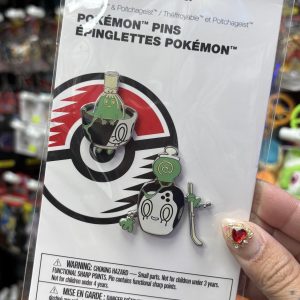 & Poltchageist™ / Théffroyable™ et Poltchageist™
POKÉMON™ PINS
ÉPINGLETTES POKÉMON™
WARNING: CHOKING HAZARD — Small parts. Not for children under 3 years.
FUNCTIONAL SHARP POINTS. Pin contains functional sharp points.
Not for children under 4 years.
MISE EN GARDE :